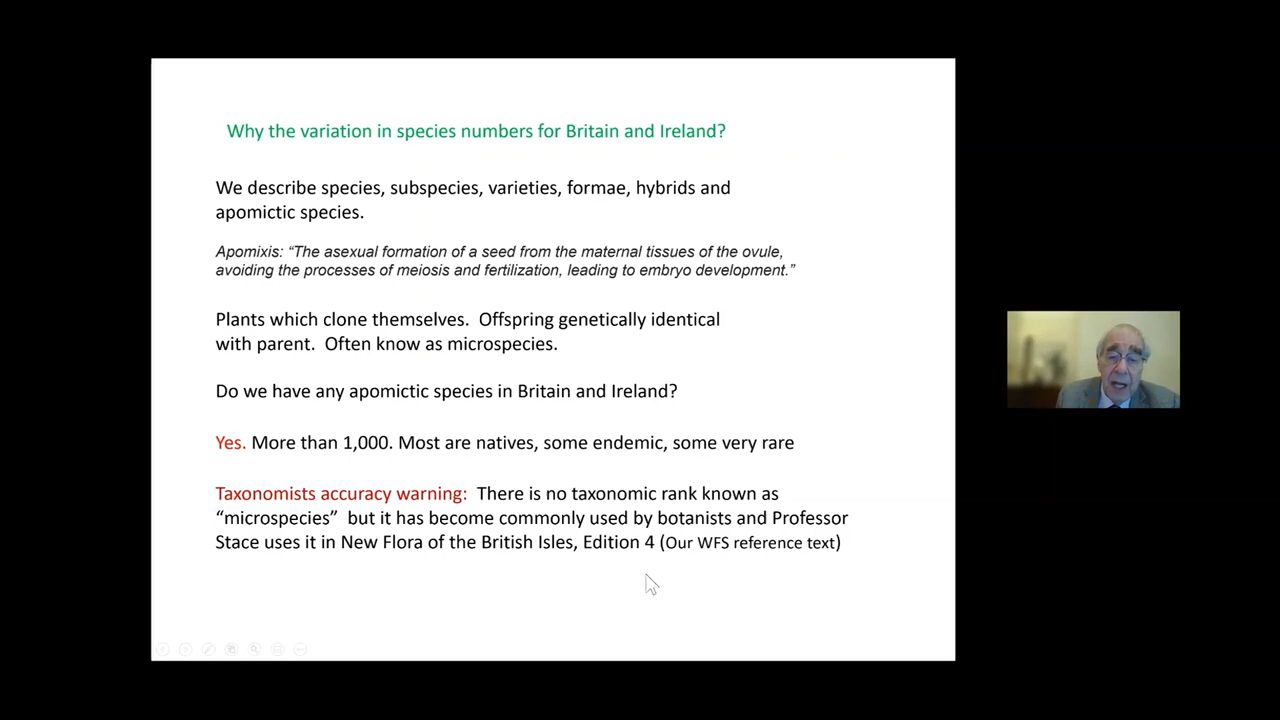 Why the variation in species numbers for Britain and Ireland?
We describe species, subspecies, varieties, formae, hybrids and
apomictic species.
Apomixis: “The asexual formation of a seed from the maternal tissues of the ovule,
avoiding the processes of meiosis and fertilization, leading to embryo development.”
Plants which clone themselves.  Offspring genetically identical
with parent.  Often know as microspecies.
Do we have any apomictic species in Britain and Ireland?
Yes. More than 1,000. Most are natives, some endemic, some very rare
Taxonomists accuracy warning:  There is no taxonomic rank known as
“microspecies”  but it has become commonly used by botanists and Professor
Stace uses it in New Flora of the British Isles, Edition 4 (Our WFS reference text)